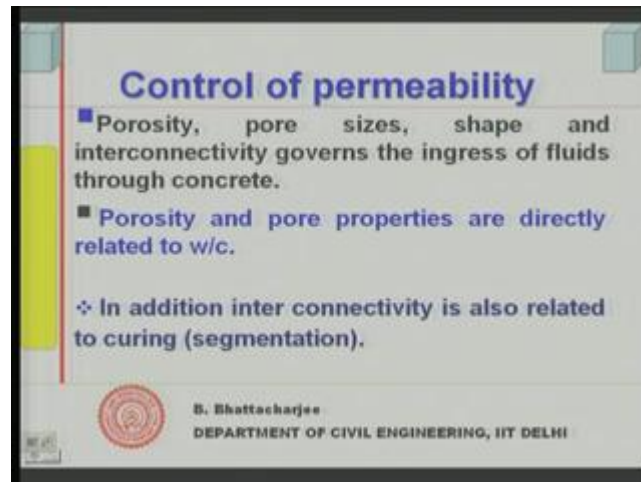 Control of permeability
Porosity, pore sizes, shape and
interconnectivity governs the ingress of fluids
through concrete.
Porosity and pore properties are directly
related to w/c.
In addition inter connectivity is also related
to curing (segmentation).
B. Bhattacharjee
DEPARTMENT OF CIVIL ENGINEERING, IIT DELHI